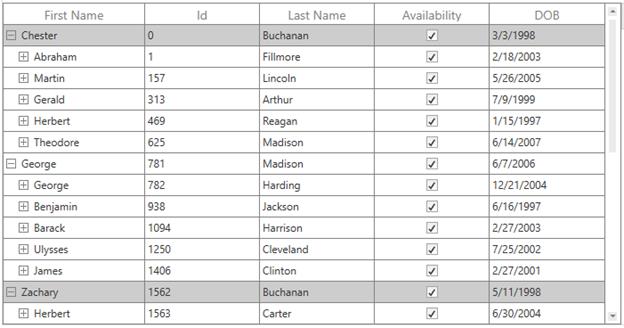 First Name Id Last Name Availability DOB
Chester 0 Buchanan 3/3/1998
Abraham 1 Fillmore 2/18/2003
Martin 157 Lincoln 5/26/2005
Gerald 313 Arthur 7/9/1999
Herbert 469 Reagan 1/15/1997
Theodore 625 Madison 6/14/2007
George 781 Madison 6/7/2006
George 782 Harding 12/21/2004
Benjamin 938 Jackson 6/16/1997
Barack 1094 Harrison 2/27/2003
Ulysses 1250 Cleveland 7/25/2002
James 1406 Clinton 2/27/2001
Zachary 1562 Buchanan 5/11/1998
Herbert 1563 Carter 6/30/2004